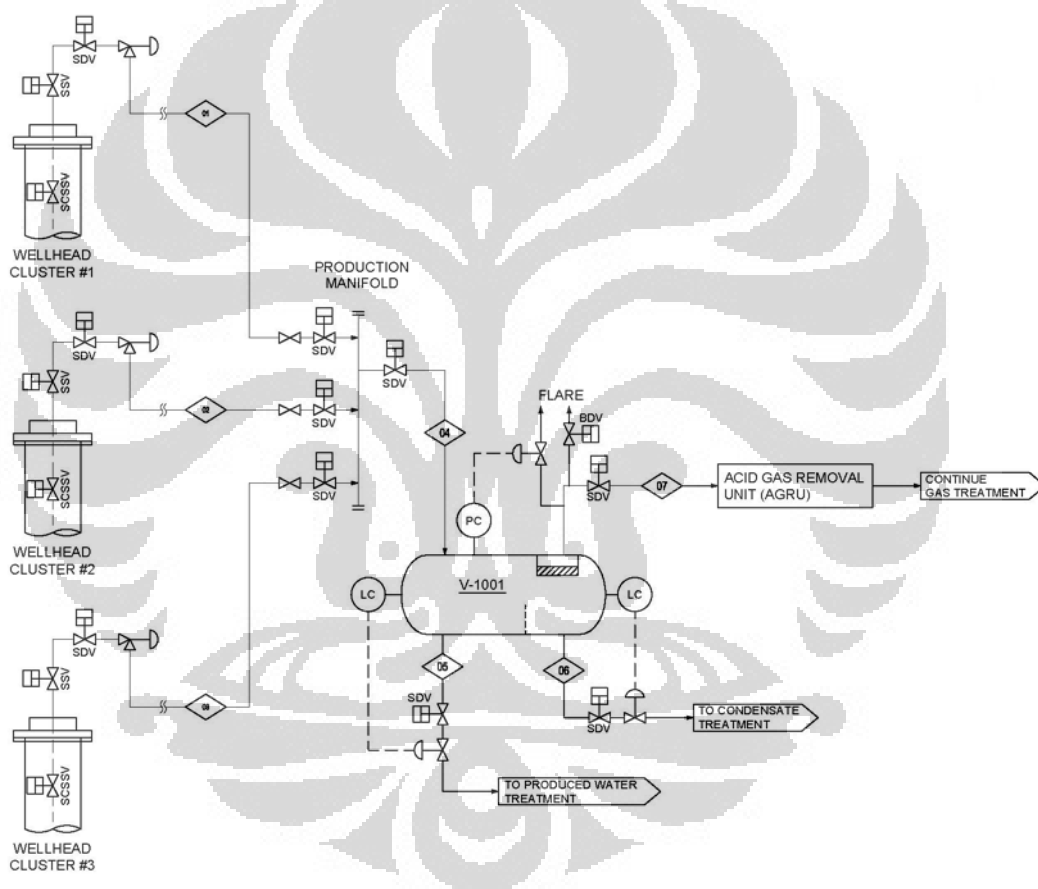 SDV
SSV
01
SCSSV
WELLHEAD
CLUSTER #1
PRODUCTION
MANIFOLD
SDV
SDV
SDV
SSV
02
SDV
04
FLARE
BDV
SCSSV
SDV
SDV
07
ACID GAS REMOVAL
UNIT (AGRU)
CONTINUE
GAS TREATMENT
PC
WELLHEAD
CLUSTER #2
V-1001
LC
LC
SDV
SSV
05
06
03
SDV
SDV
TO CONDENSATE
TREATMENT
SCSSV
TO PRODUCED WATER
TREATMENT
WELLHEAD
CLUSTER #3